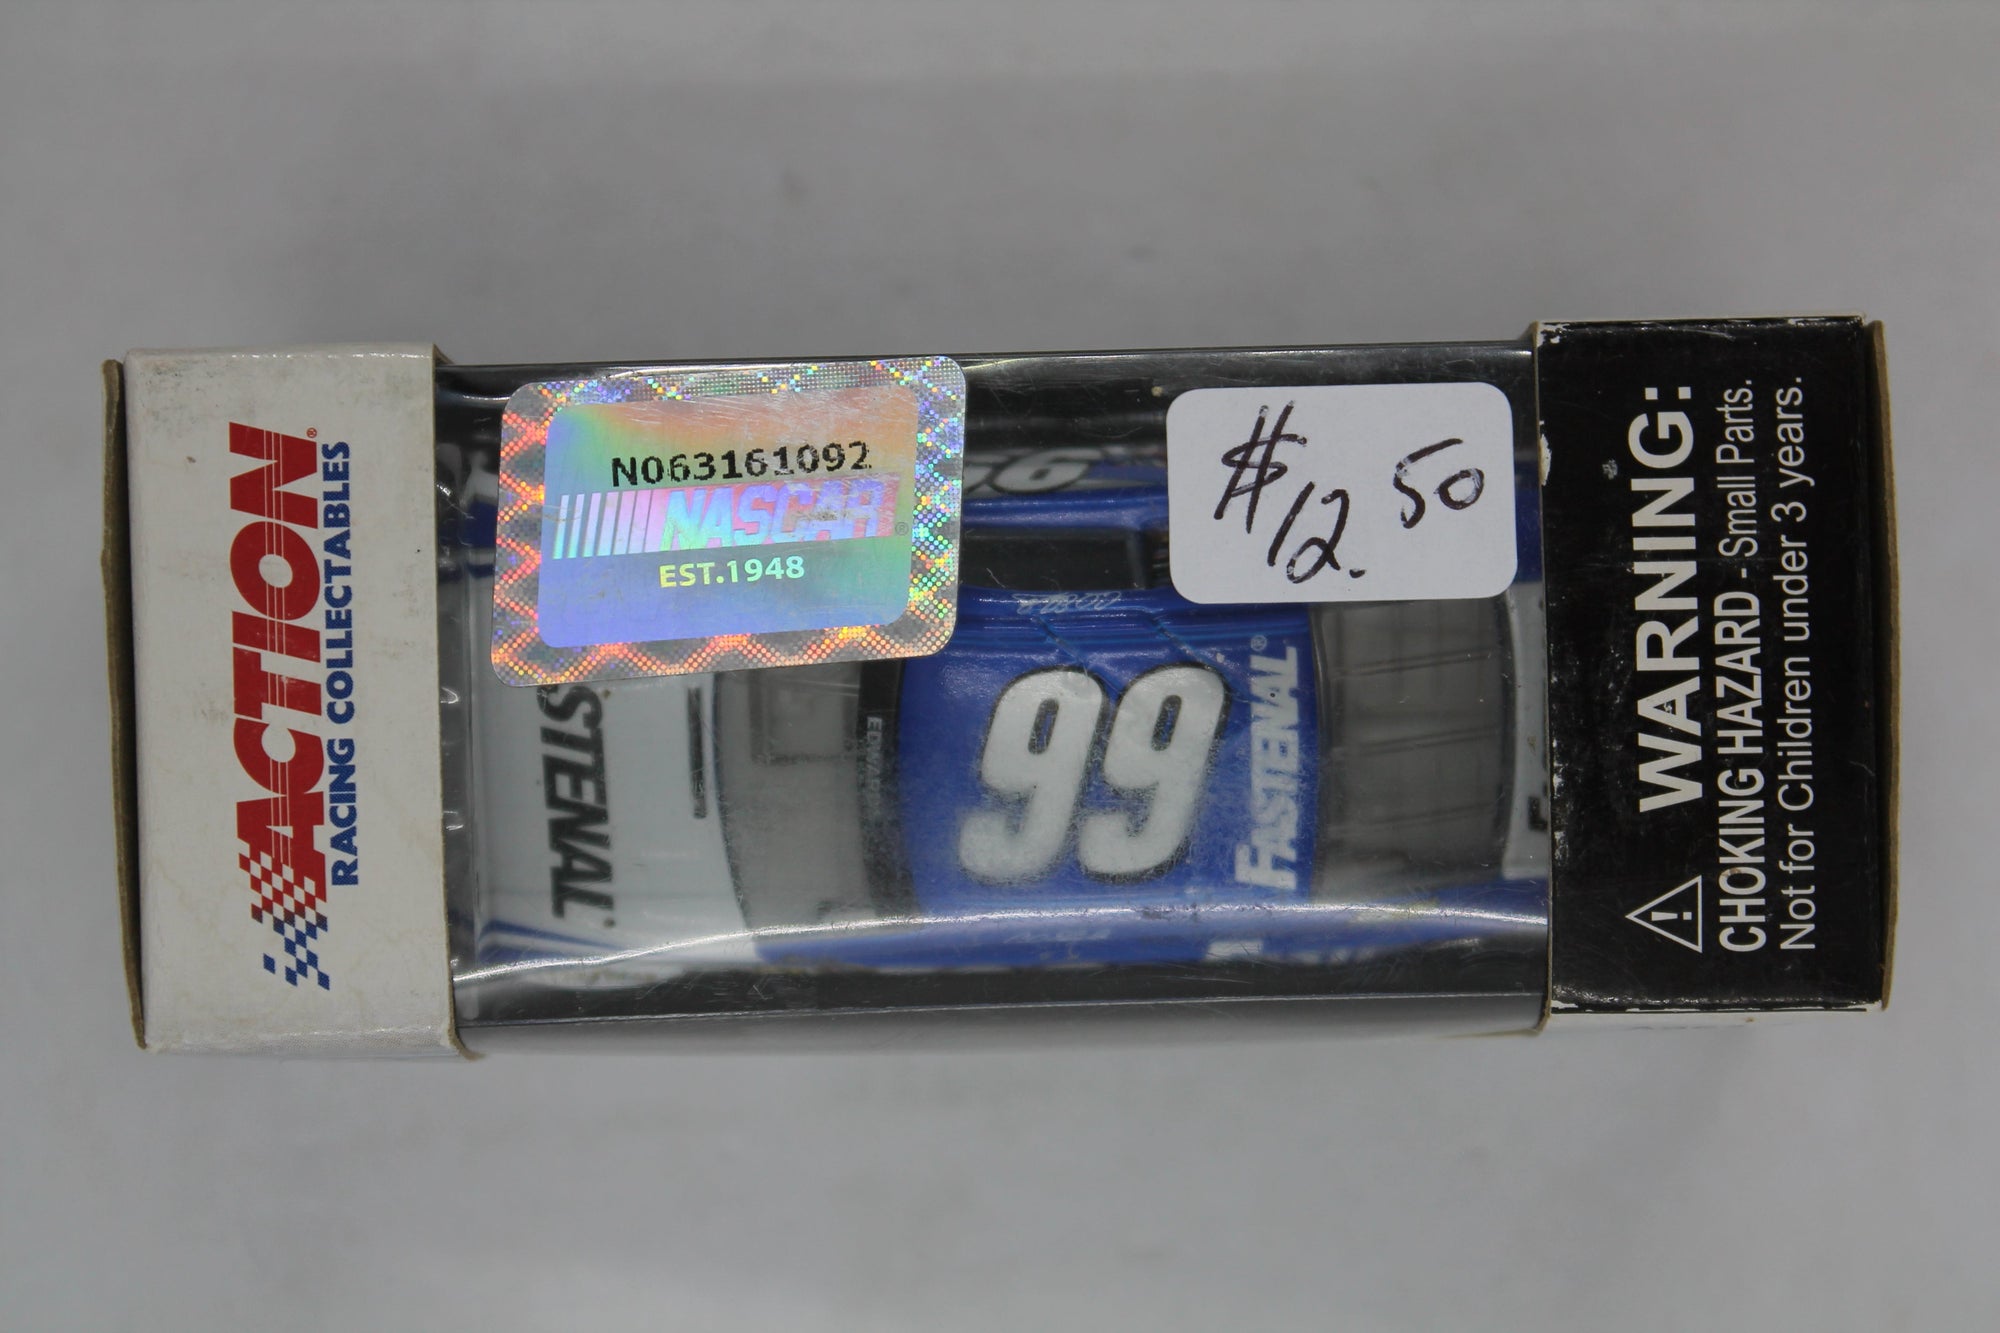 ACTION®
RACING COLLECTABLES
N063161092
NASCAR®
EST.1948
$12.50
99
FASTENAL®
STENAL
WARNING:
CHOKING HAZARD - Small Parts.
Not for Children under 3 years.